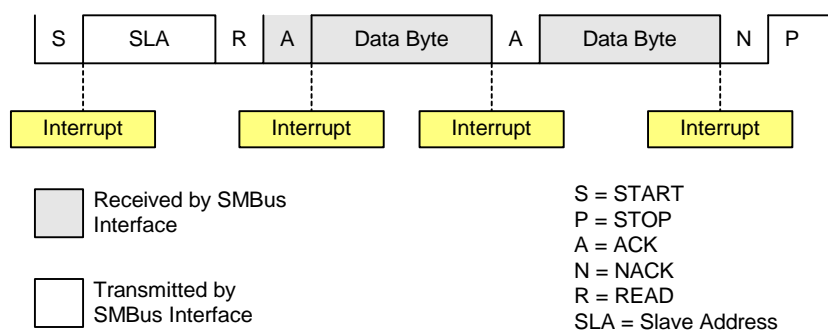 S SLA R A Data Byte A Data Byte N P
Interrupt Interrupt Interrupt Interrupt
Received by SMBus
Interface
Transmitted by
SMBus Interface
S = START
P = STOP
A = ACK
N = NACK
R = READ
SLA = Slave Address